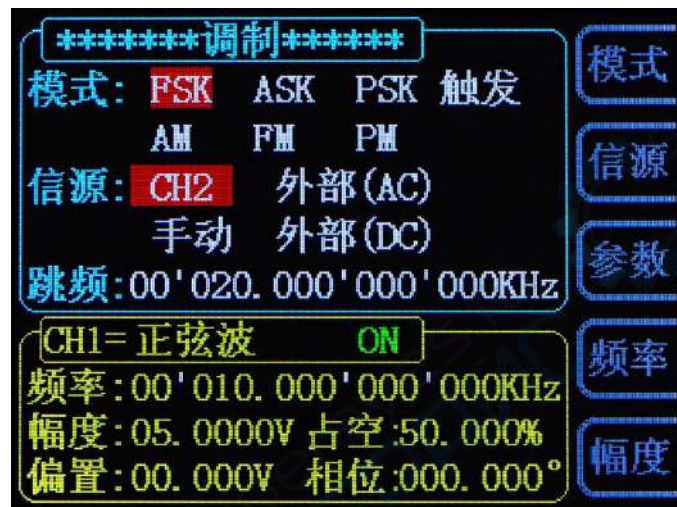 *******调制******
模式: FSK ASK PSK 触发
AM FM PM
信源: CH2 外部(AC)
手动 外部(DC)
跳频:00'020.000'000'000KHz
CH1=正弦波 ON
频率:00'010.000'000'000KHz
幅度:05.0000V 占空:50.000%
偏置:00.000V 相位:000.000°
模式
信源
参数
频率
幅度